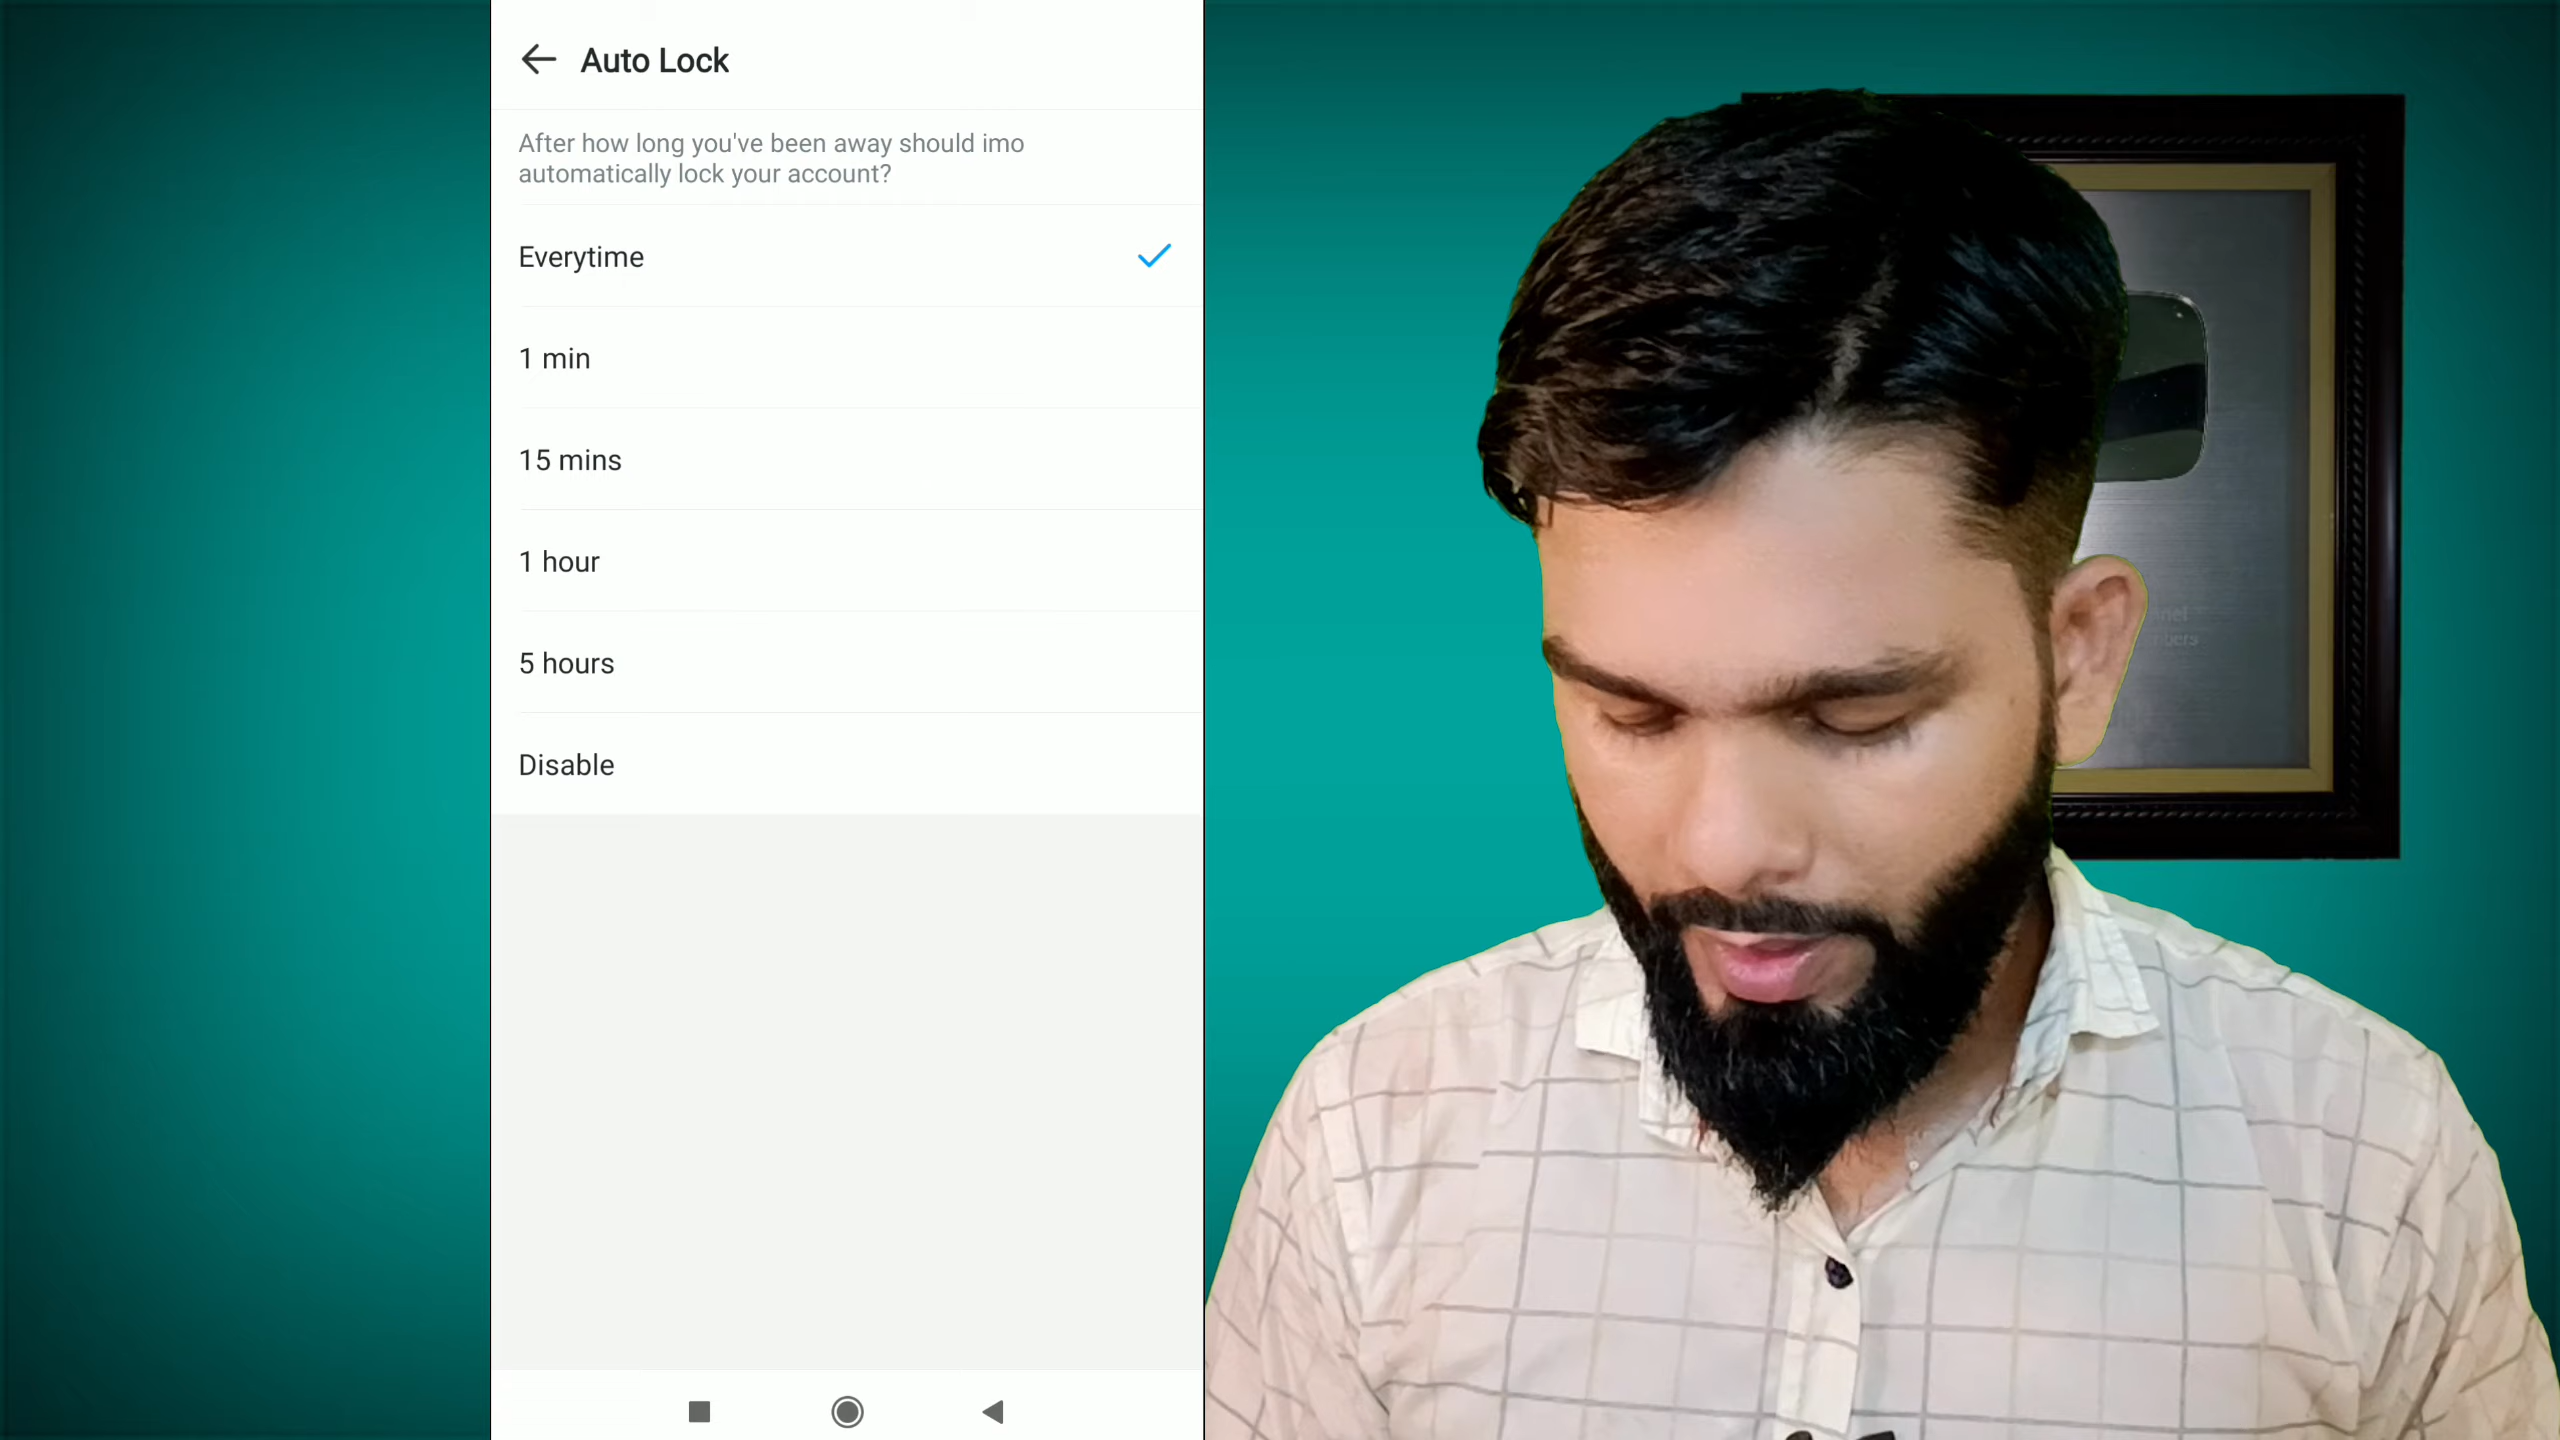 Auto Lock
After how long you've been away should imo
automatically lock your account?
Everytime
1 min
15 mins
1 hour
5 hours
Disable